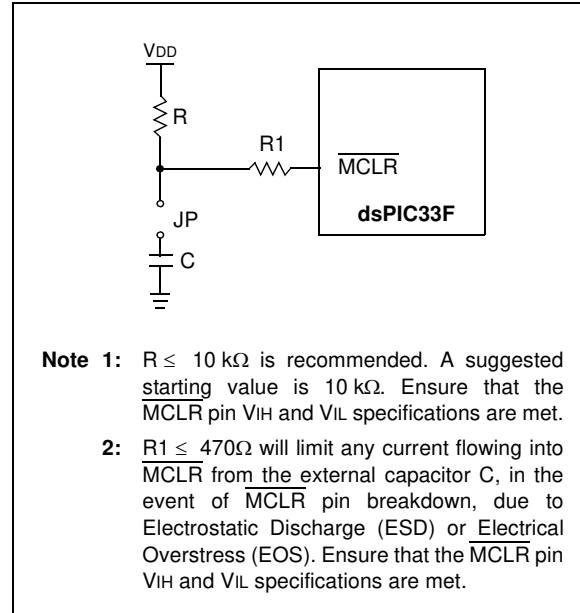 VDD
R
R1
MCLR
dsPIC33F
JP
C
Note 1: R ≤ 10 kΩ is recommended. A suggested
starting value is 10 kΩ. Ensure that the
MCLR pin VIH and VIL specifications are met.
2: R1 ≤ 470Ω will limit any current flowing into
MCLR from the external capacitor C, in the
event of MCLR pin breakdown, due to
Electrostatic Discharge (ESD) or Electrical
Overstress (EOS). Ensure that the MCLR pin
VIH and VIL specifications are met.